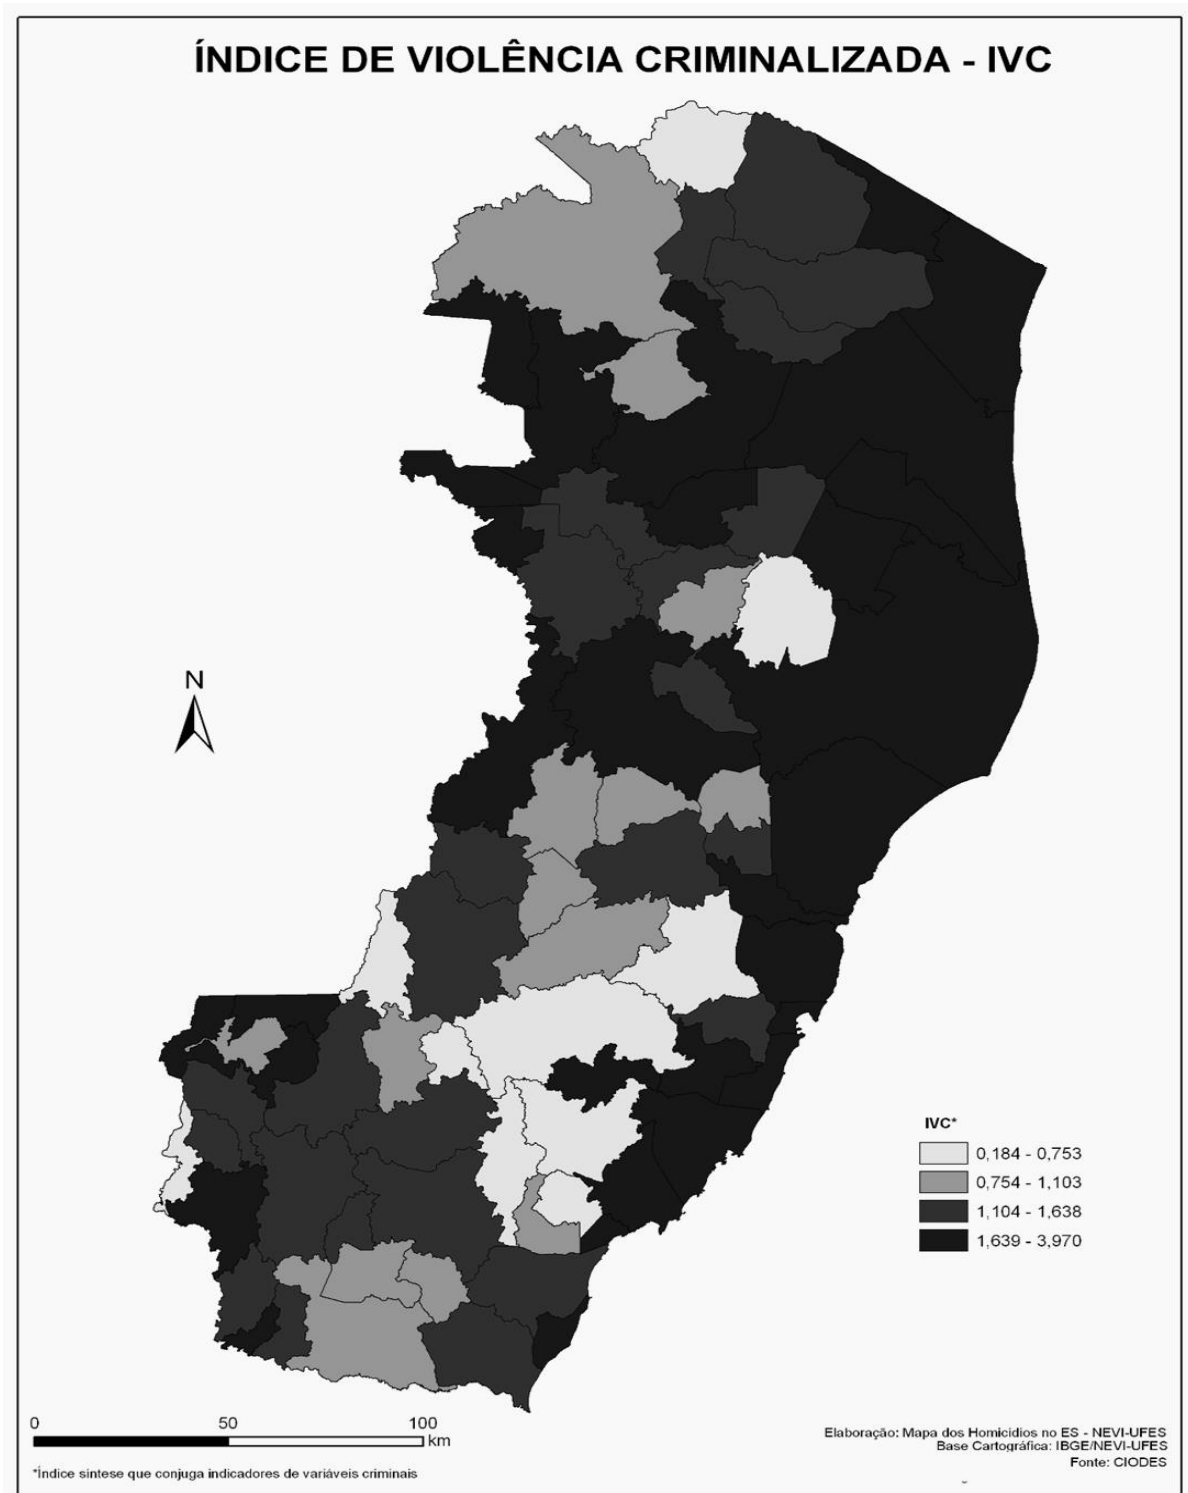 ÍNDICE DE VIOLÊNCIA CRIMINALIZADA - IVC
N
IVC*
0,184 - 0,753
0,754 - 1,103
1,104 - 1,638
1,639 - 3,970
0 50 100
km
Elaboração: Mapa dos Homicidios no ES - NEVI-UFES
Base Cartográfica: IBGE/NEVI-UFES
Fonte: CIODES
*Índice sintese que conjuga indicadores de variáveis criminais